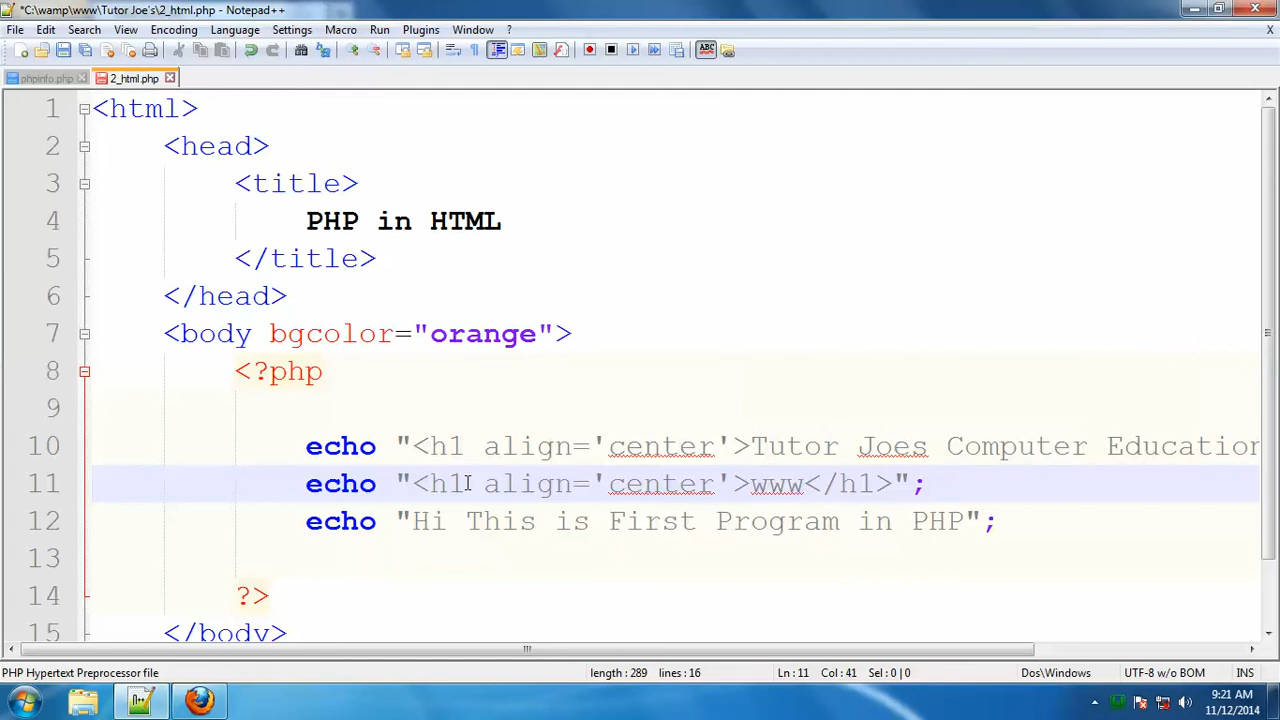 *C:\wamp\www\Tutor Joe's\2_html.php - Notepad++
File Edit Search View Encoding Language Settings Macro Run Plugins Window ? X
phpinfo.php 2_html.php
1 <html>
2 <head>
3 <title>
4 PHP in HTML
5 </title>
6 </head>
7 <body bgcolor="orange">
8 <?php
9
10 echo "<h1 align='center'>Tutor Joes Computer Education
11 echo "<h1 align='center'>www</h1>";
12 echo "Hi This is First Program in PHP";
13
14 ?>
15 </body>
PHP Hypertext Preprocessor file length : 289 lines : 16 Ln : 11 Col : 41 Sel : 0 | 0 Dos\Windows UTF-8 w/o BOM INS
9:21 AM
11/12/2014